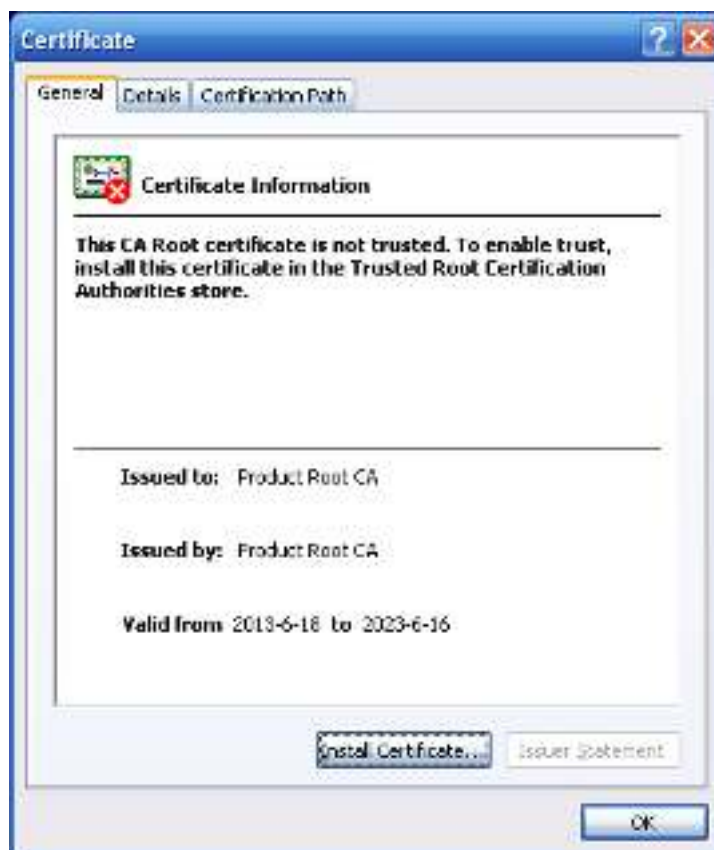 Certificate
General Details Certification Path
Certificate Information
This CA Root certificate is not trusted. To enable trust,
install this certificate in the Trusted Root Certification
Authorities store.
Issued to: Product Root CA
Issued by: Product Root CA
Valid from 2013-6-18 to 2023-6-16
Install Certificate... Issuer Statement
OK